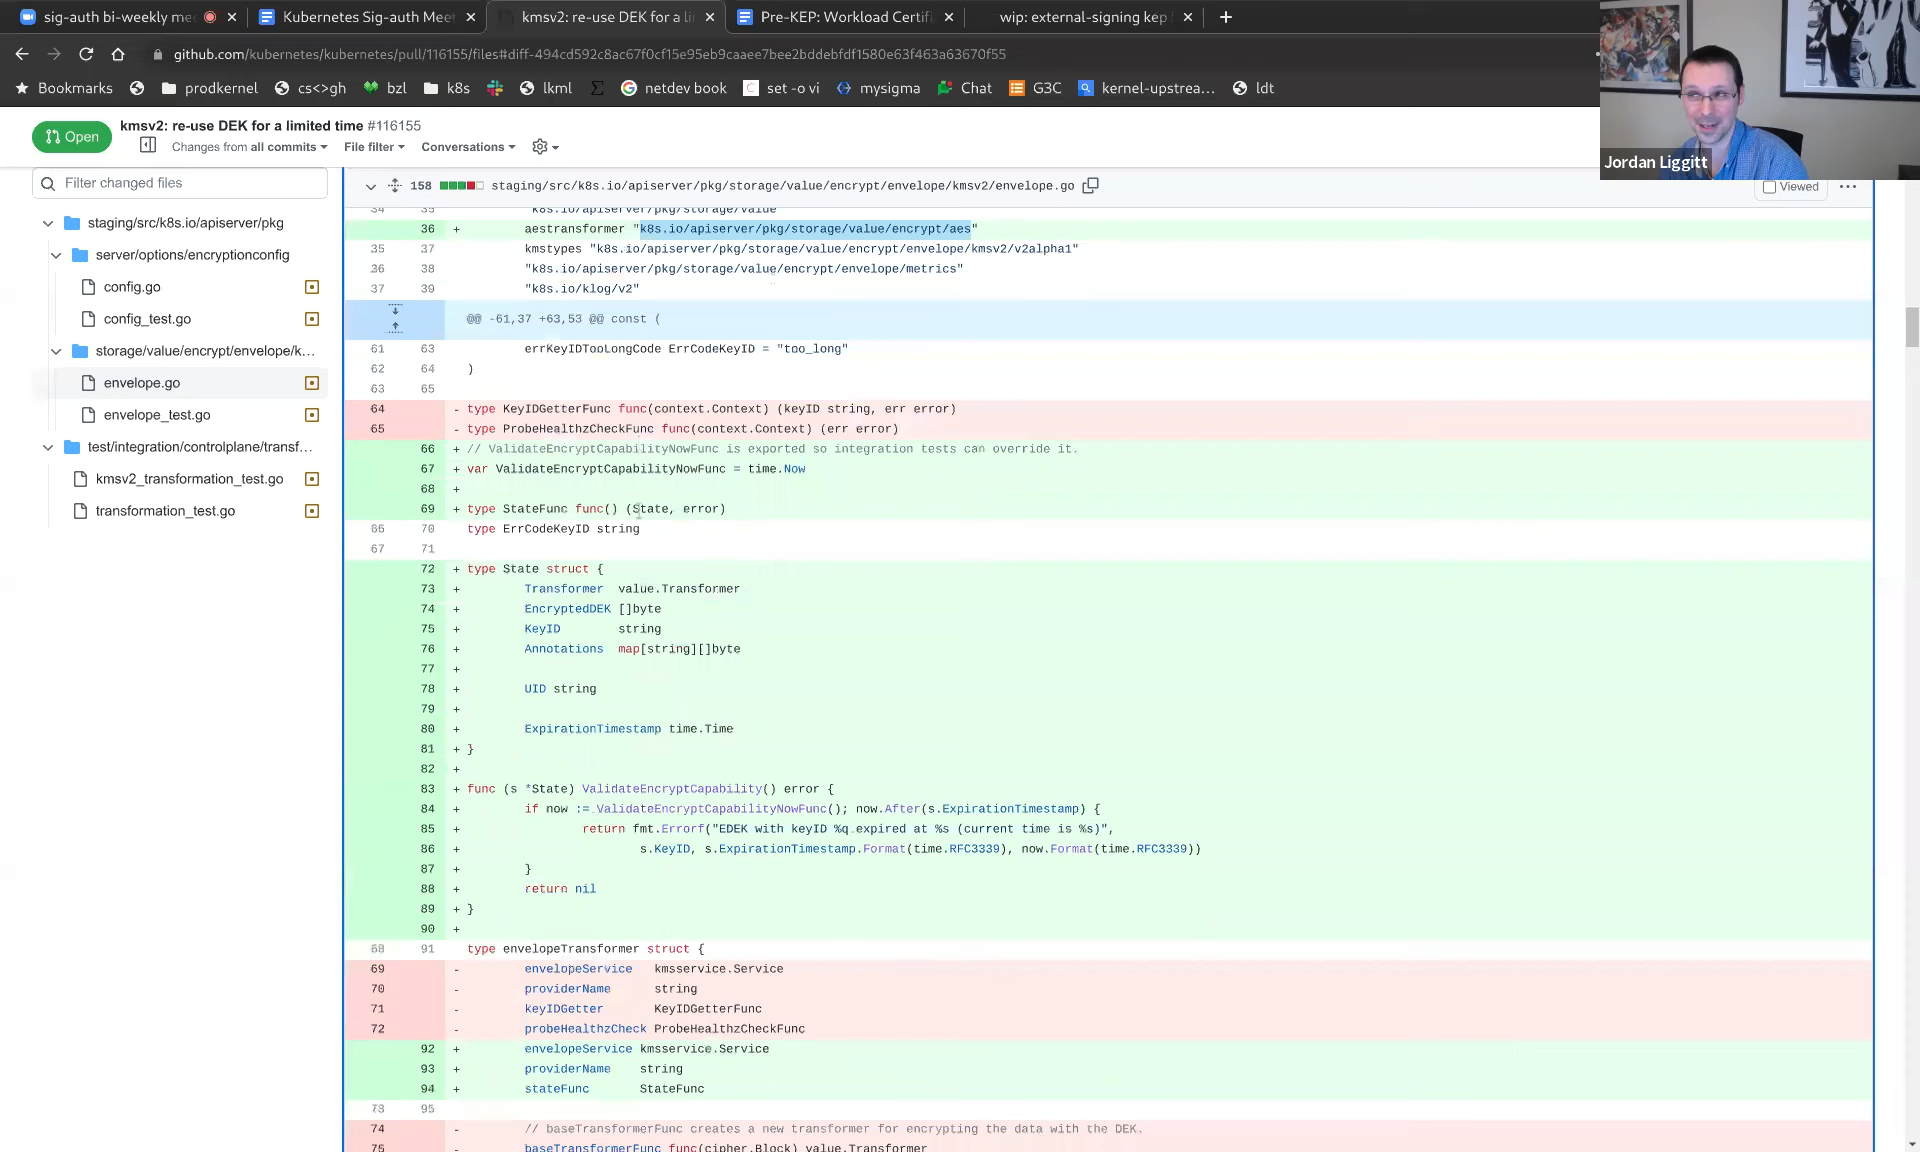 sig-auth bi-weekly me
Kubernetes Sig-auth Meet
kmsv2: re-use DEK for a li
Pre-KEP: Workload Certifi
wip: external-signing kep
github.com/kubernetes/kubernetes/pull/116155/files#diff-494cd592c8ac67f0cf15e95eb9caaee7bee2bddebfdf1580e63f463a63670f55
Bookmarks
prodkernel
cs<>gh
bzl
k8s
lkml
netdev book
set -o vi
mysigma
Chat
G3C
kernel-upstrea...
ldt
Jordan Liggitt
Open
kmsv2: re-use DEK for a limited time #116155
Changes from all commits
File filter
Conversations
Filter changed files
staging/src/k8s.io/apiserver/pkg
server/options/encryptionconfig
config.go
config_test.go
storage/value/encrypt/envelope/k...
envelope.go
envelope_test.go
test/integration/controlplane/transf...
kmsv2_transformation_test.go
transformation_test.go
158 staging/src/k8s.io/apiserver/pkg/storage/value/encrypt/envelope/kmsv2/envelope.go
Viewed
34 35 "k8s.io/apiserver/pkg/storage/value"
36 + aestransformer "k8s.io/apiserver/pkg/storage/value/encrypt/aes"
35 37 kmstypes "k8s.io/apiserver/pkg/storage/value/encrypt/envelope/kmsv2/v2alpha1"
36 38 "k8s.io/apiserver/pkg/storage/value/encrypt/envelope/metrics"
37 39 "k8s.io/klog/v2"
@@ -61,37 +63,53 @@ const (
61 63 errKeyIDTooLongCode ErrCodeKeyID = "too_long"
62 64 )
63 65
64 - type KeyIDGetterFunc func(context.Context) (keyID string, err error)
65 - type ProbeHealthzCheckFunc func(context.Context) (err error)
66 + // ValidateEncryptCapabilityNowFunc is exported so integration tests can override it.
67 + var ValidateEncryptCapabilityNowFunc = time.Now
68 +
69 + type StateFunc func() (State, error)
66 70 type ErrCodeKeyID string
67 71
72 + type State struct {
73 + Transformer value.Transformer
74 + EncryptedDEK []byte
75 + KeyID string
76 + Annotations map[string][]byte
77 +
78 + UID string
79 +
80 + ExpirationTimestamp time.Time
81 + }
82 +
83 + func (s *State) ValidateEncryptCapability() error {
84 + if now := ValidateEncryptCapabilityNowFunc(); now.After(s.ExpirationTimestamp) {
85 + return fmt.Errorf("EDEK with keyID %q expired at %s (current time is %s)",
86 + s.KeyID, s.ExpirationTimestamp.Format(time.RFC3339), now.Format(time.RFC3339))
87 + }
88 + return nil
89 + }
90 +
68 91 type envelopeTransformer struct {
69 - envelopeService kmsservice.Service
70 - providerName string
71 - keyIDGetter KeyIDGetterFunc
72 - probeHealthzCheck ProbeHealthzCheckFunc
92 + envelopeService kmsservice.Service
93 + providerName string
94 + stateFunc StateFunc
73 95
74 - // baseTransformerFunc creates a new transformer for encrypting the data with the DEK.
75 - baseTransformerFunc func(cipher.Block) value.Transformer